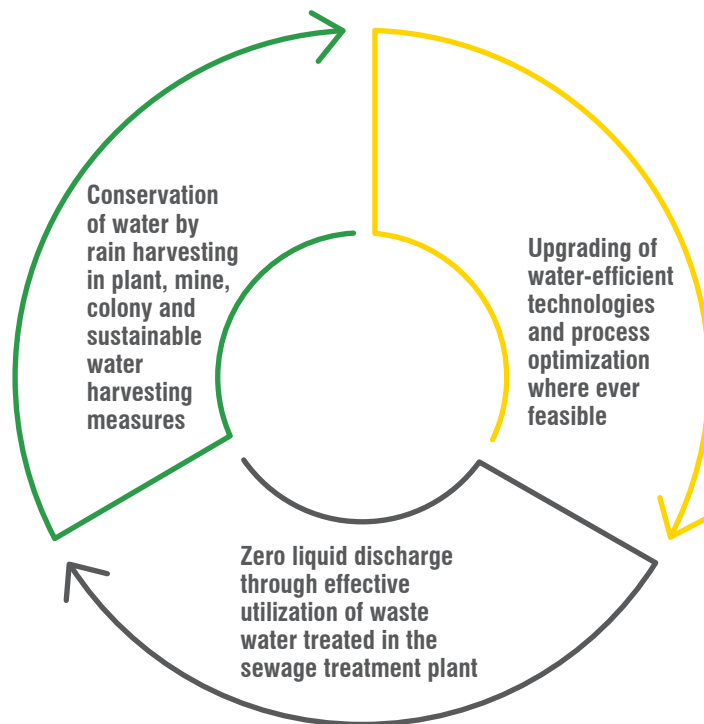 Conservation
of water by
rain harvesting
in plant, mine,
colony and
sustainable
water
harvesting
measures
Upgrading of
water-efficient
technologies
and process
optimization
where ever
feasible
Zero liquid discharge
through effective
utilization of waste
water treated in the
sewage treatment plant